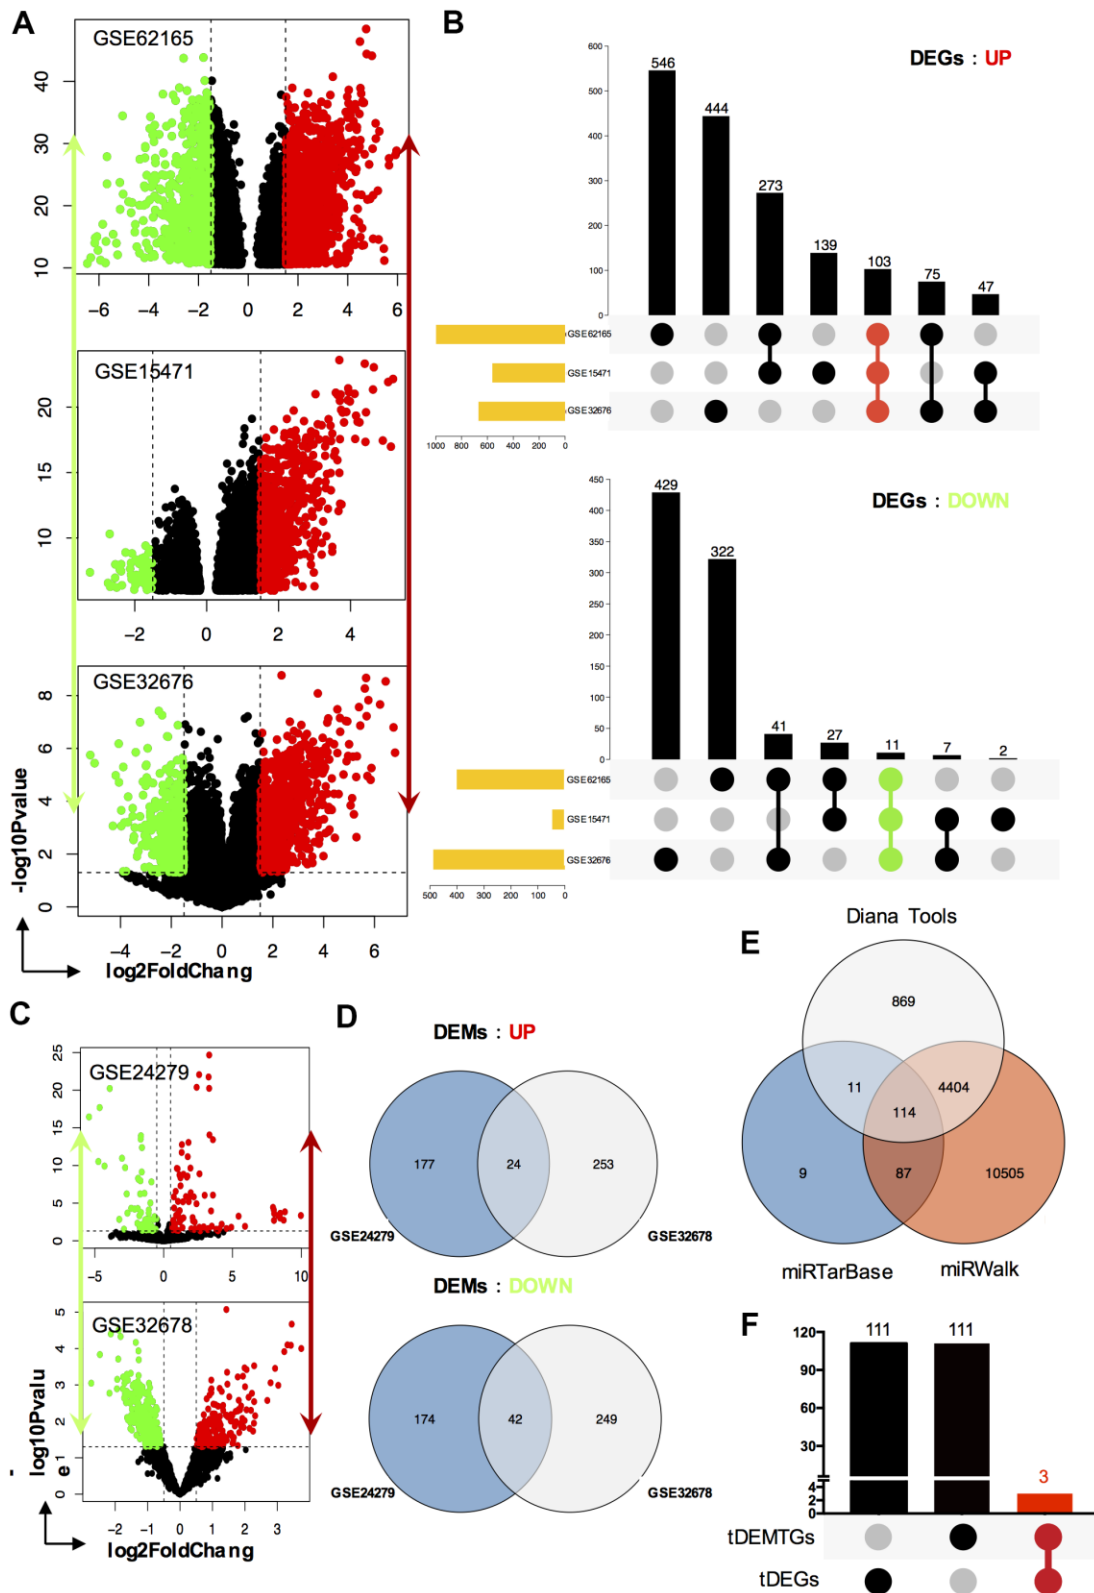 A
GSE62165
40
30
20
10
−6 −4 −2 0 2 4 6
GSE15471
20
15
10
−2 0 2 4
GSE32676
8
6
4
2
0
−4 −2 0 2 4 6
-log10Pvalue
log2FoldChang
B
DEGs : UP
600
500
400
300
200
100
0
546 444 273 139 103 75 47
GSE62165
GSE15471
GSE32676
1000 800 600 400 200 0
DEGs : DOWN
450
400
350
300
250
200
150
100
50
0
429 322 41 27 11 7 2
GSE62165
GSE15471
GSE32676
500 400 300 200 100 0
C
GSE24279
25
20
15
10
5
0
−5 0 5 10
GSE32678
5
4
3
2
1
0
−2 −1 0 1 2 3
-
log10Pvalu
e
log2FoldChang
D
DEMs : UP
177 24 253
GSE24279 GSE32678
DEMs : DOWN
174 42 249
GSE24279 GSE32678
E
Diana Tools
869
11 4404
114
9 87 10505
miRTarBase miRWalk
F
120
90
60
30
4
2
0
111 111 3
tDEMTGs
tDEGs